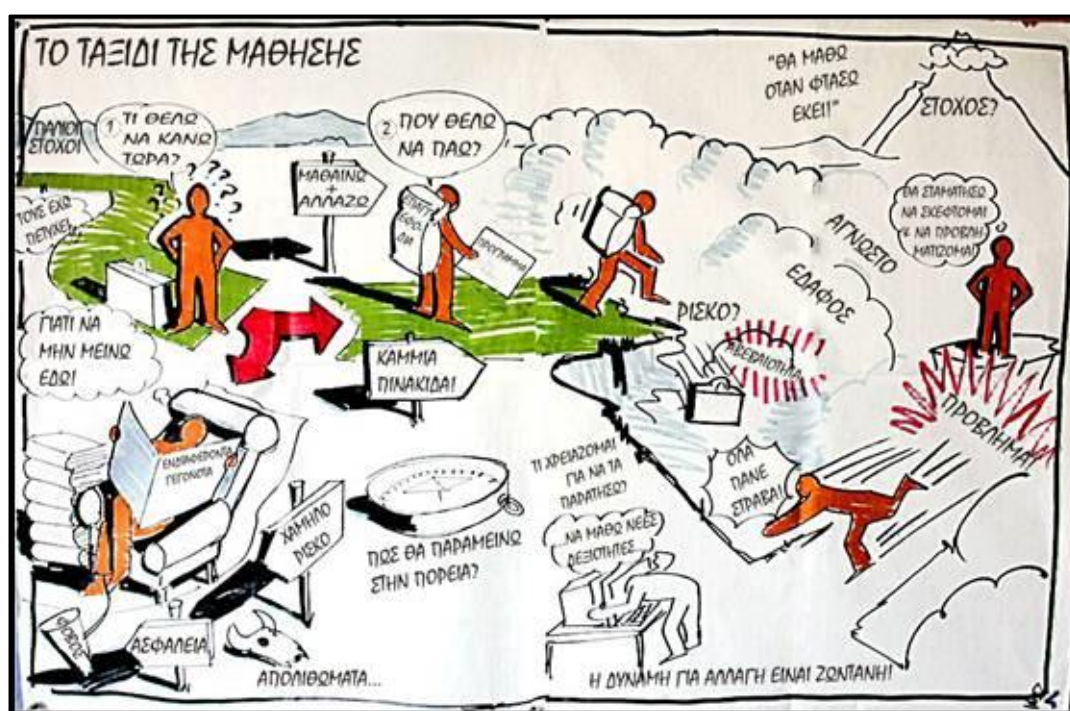 ΤΟ ΤΑΞΙΔΙ ΤΗΣ ΜΑΘΗΣΗΣ
ΠΑΛΙΟΙ
ΣΤΟΧΟΙ
ΤΟΥΣ ΕΧΩ
ΠΕΤΥΧΕΙ
1 ΤΙ ΘΕΛΩ
ΝΑ ΚΑΝΩ
ΤΩΡΑ?
? ? ? ? ? ?
ΜΑΘΑΙΝΩ
+
ΑΛΛΑΖΩ
2 ΠΟΥ ΘΕΛΩ
ΝΑ ΠΑΩ?
ΠΡΟΓΡΑΜΜΑ
"ΘΑ ΜΑΘΩ
ΟΤΑΝ ΦΤΑΣΩ
ΕΚΕΙ!"
ΣΤΟΧΟΣ?
ΘΑ ΣΤΑΜΑΤΗΣΩ
ΝΑ ΣΚΕΦΤΟΜΑΙ
ΝΑ ΠΡΟΒΛΗ
ΜΑΤΙΖΟΜΑΙ!
ΑΓΝΩΣΤΟ
ΕΔΑΦΟΣ
ΡΙΣΚΟ?
ΑΒΕΒΑΙΟΤΗΤΑ
ΠΡΟΒΛΗΜΑ!
ΟΛΑ
ΠΑΝΕ
ΣΤΡΑΒΑ!
ΓΙΑΤΙ ΝΑ
ΜΗΝ ΜΕΙΝΩ
ΕΔΩ!
ΚΑΜΜΙΑ
ΠΙΝΑΚΙΔΑ!
ΕΝΔΙΑΦΕΡΟΝΤΑ
ΓΕΓΟΝΟΤΑ
ΧΑΜΗΛΟ
ΡΙΣΚΟ
ΠΩΣ ΘΑ ΠΑΡΑΜΕΙΝΩ
ΣΤΗΝ ΠΟΡΕΙΑ?
ΤΙ ΧΡΕΙΑΖΟΜΑΙ
ΓΙΑ ΝΑ ΤΑ
ΠΑΡΑΤΗΣΩ?
...ΝΑ ΜΑΘΩ ΝΕΕΣ
ΔΕΞΙΟΤΗΤΕΣ
ΦΟΒΟΣ
ΑΣΦΑΛΕΙΑ
ΑΠΟΛΙΘΩΜΑΤΑ...
Η ΔΥΝΑΜΗ ΓΙΑ ΑΛΛΑΓΗ ΕΙΝΑΙ ΖΩΝΤΑΝΗ!